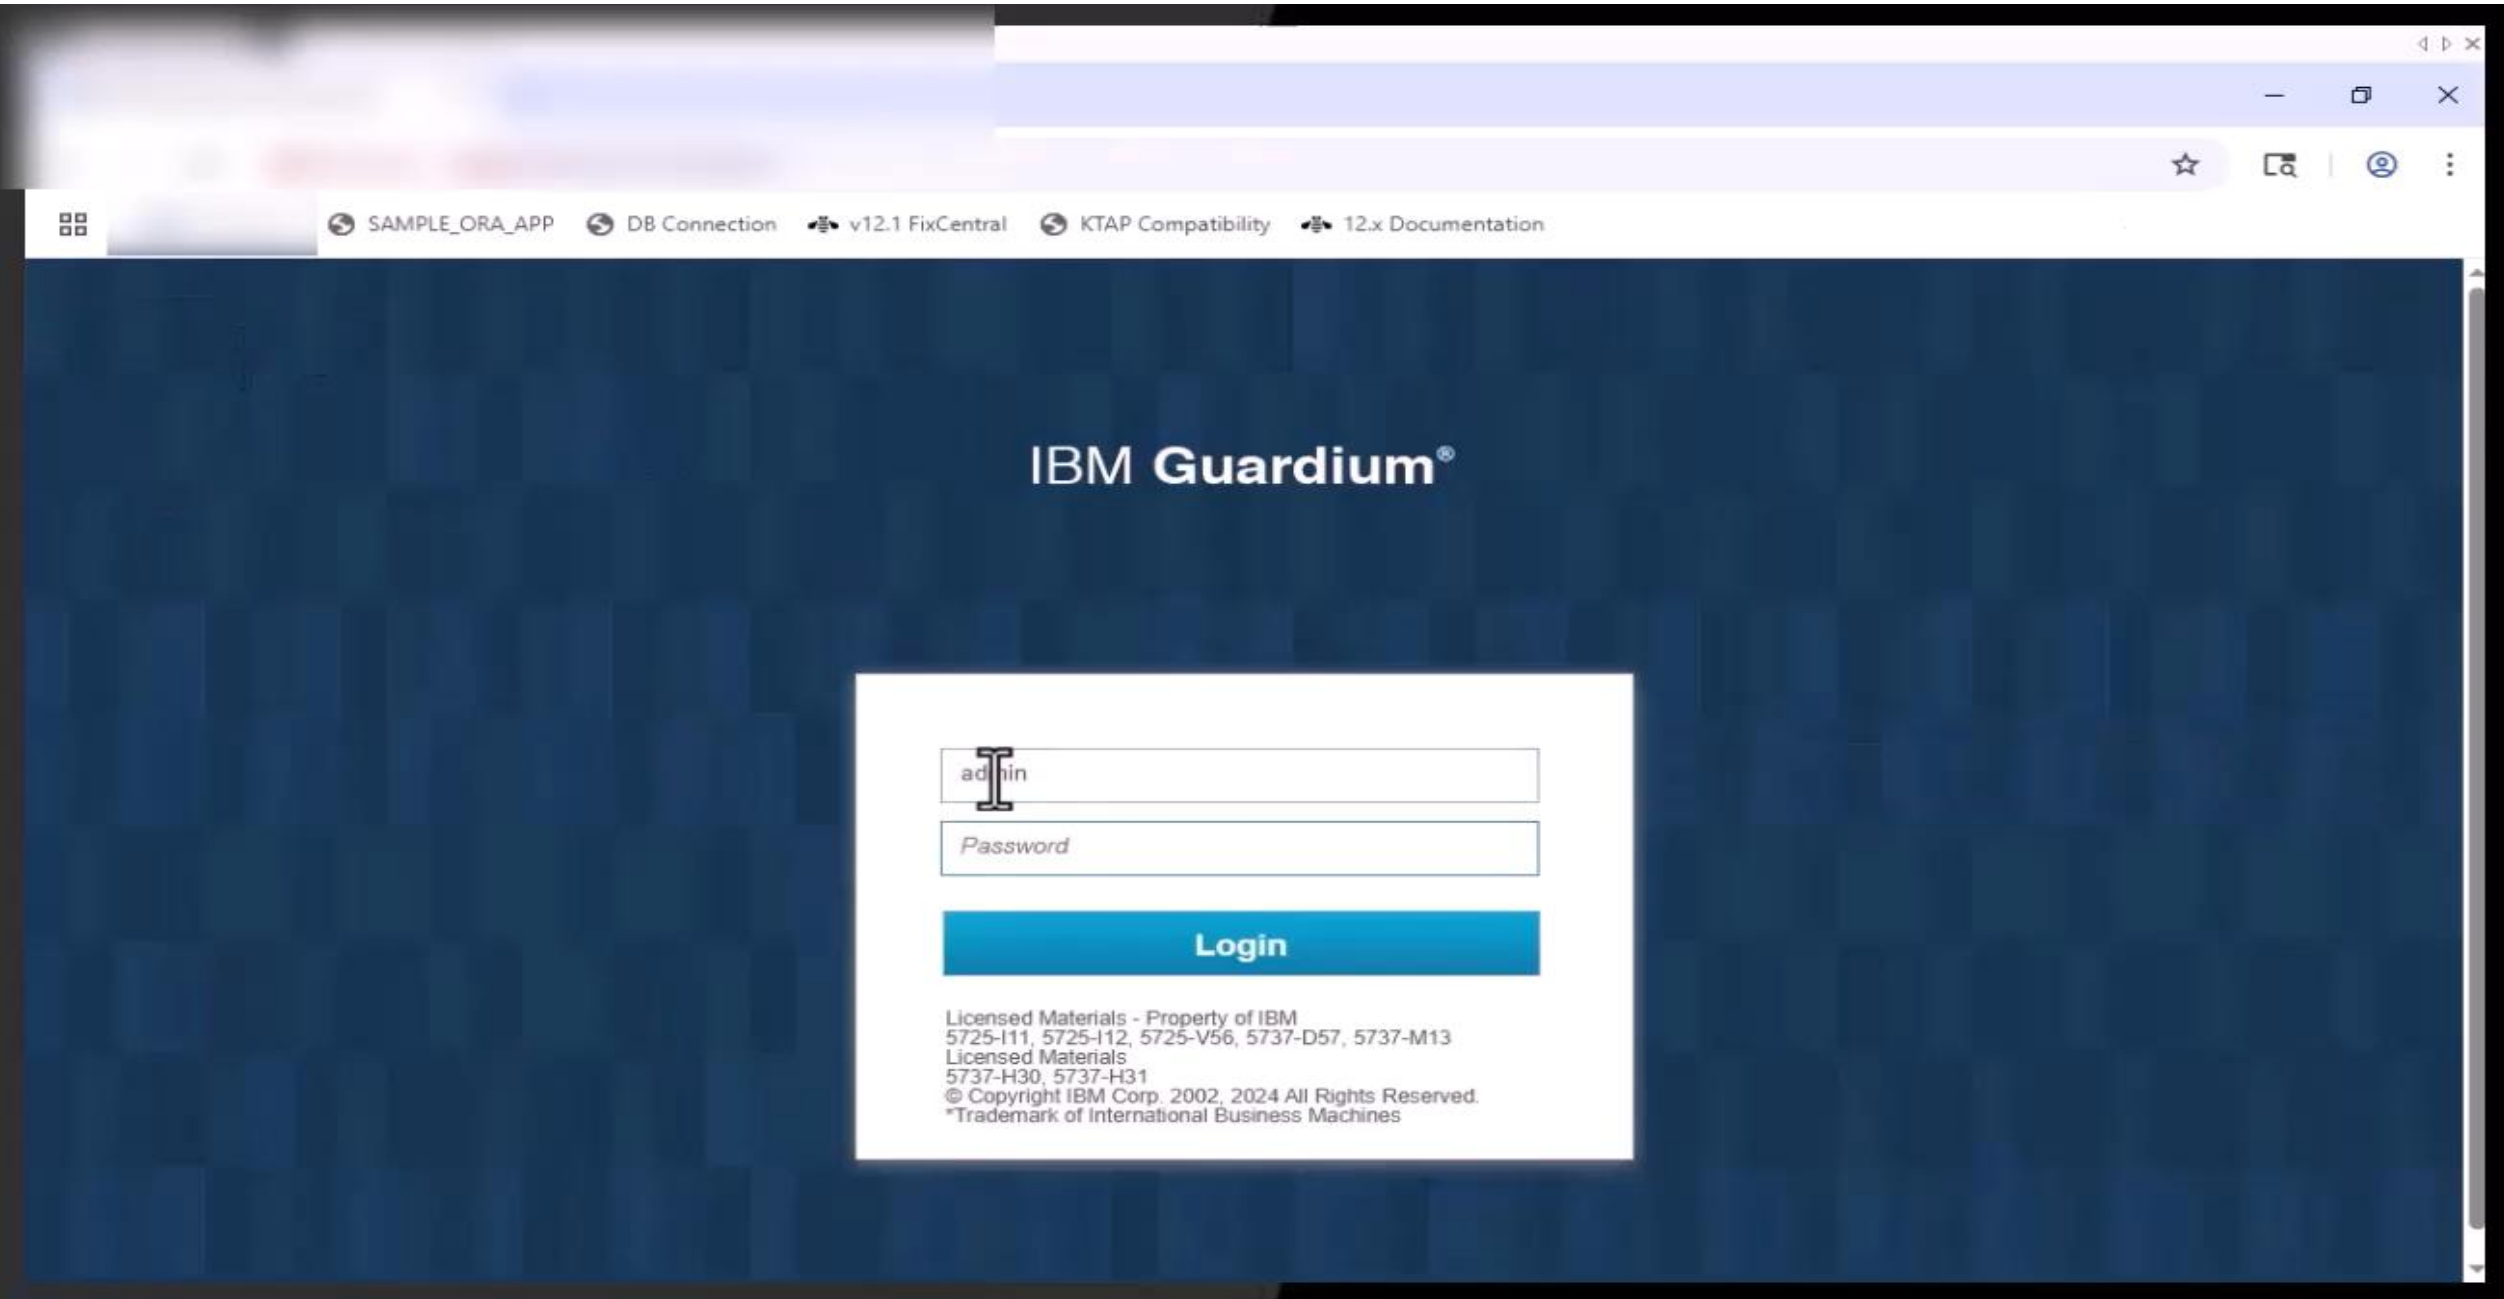 SAMPLE_ORA_APP DB Connection v12.1 FixCentral KTAP Compatibility 12.x Documentation
IBM Guardium®
admin
Password
Login
Licensed Materials - Property of IBM
5725-I11, 5725-I12, 5725-V56, 5737-D57, 5737-M13
Licensed Materials
5737-H30, 5737-H31
© Copyright IBM Corp. 2002, 2024 All Rights Reserved.
*Trademark of International Business Machines